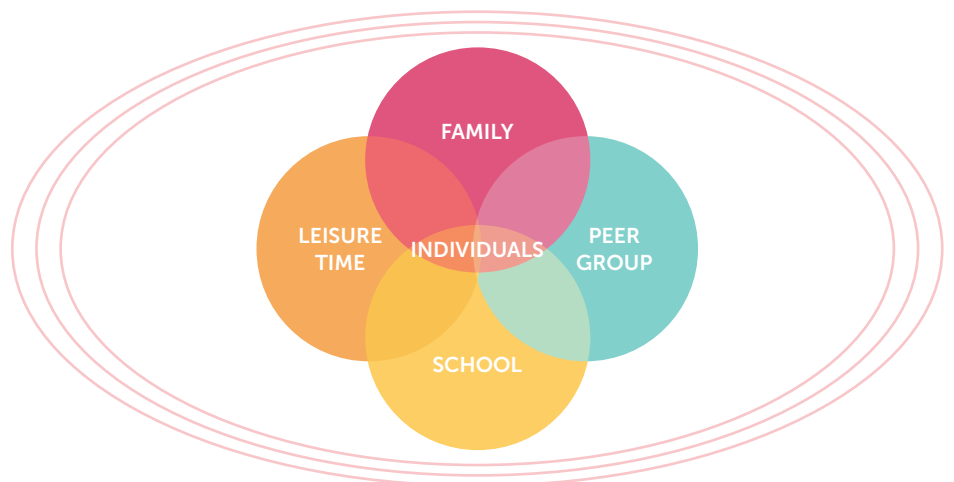 FAMILY
LEISURE
TIME
INDIVIDUALS
PEER
GROUP
SCHOOL